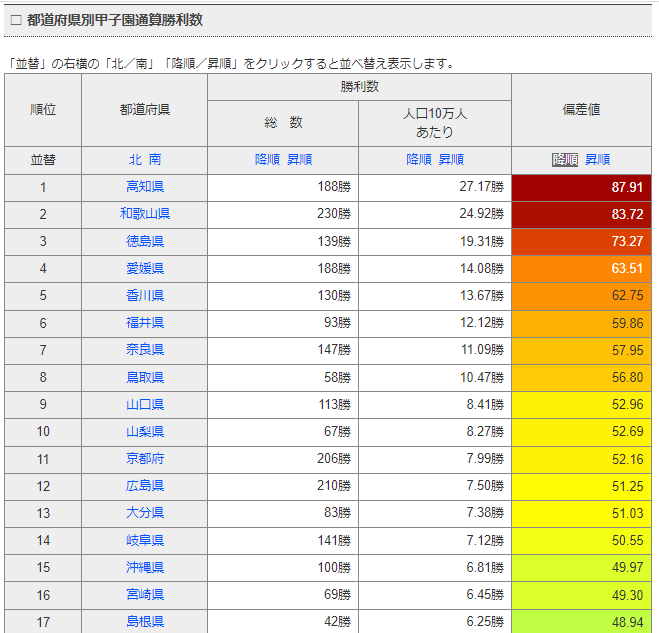 □ 都道府県別甲子園通算勝利数
「並替」の右横の「北／南」「降順／昇順」をクリックすると並べ替え表示します。
順位 都道府県 勝利数 偏差値
総 数 人口10万人
あたり
並替 北 南 降順 昇順 降順 昇順 降順 昇順
1 高知県 188勝 27.17勝 87.91
2 和歌山県 230勝 24.92勝 83.72
3 徳島県 139勝 19.31勝 73.27
4 愛媛県 188勝 14.08勝 63.51
5 香川県 130勝 13.67勝 62.75
6 福井県 93勝 12.12勝 59.86
7 奈良県 147勝 11.09勝 57.95
8 鳥取県 58勝 10.47勝 56.80
9 山口県 113勝 8.41勝 52.96
10 山梨県 67勝 8.27勝 52.69
11 京都府 206勝 7.99勝 52.16
12 広島県 210勝 7.50勝 51.25
13 大分県 83勝 7.38勝 51.03
14 岐阜県 141勝 7.12勝 50.55
15 沖縄県 100勝 6.81勝 49.97
16 宮崎県 69勝 6.45勝 49.30
17 島根県 42勝 6.25勝 48.94